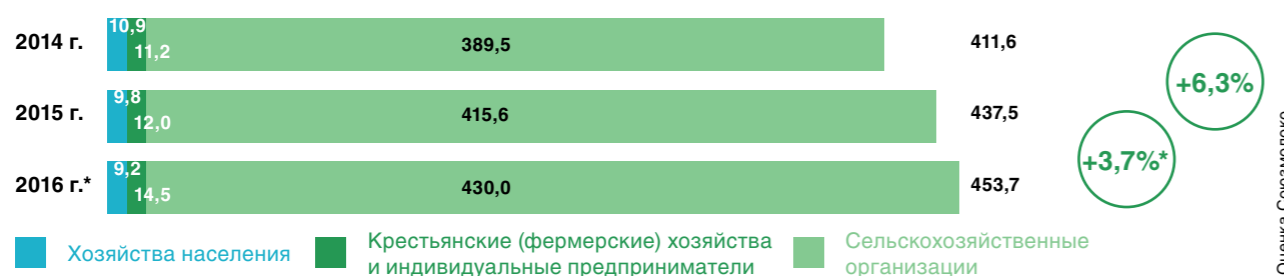 2014 г.
10,9
11,2
389,5
411,6
+6,3%
2015 г.
9,8
12,0
415,6
437,5
+3,7%*
2016 г.*
9,2
14,5
430,0
453,7
Хозяйства населения
Крестьянские (фермерские) хозяйства
и индивидуальные предприниматели
Сельскохозяйственные
организации
Оценка Союзмолоко